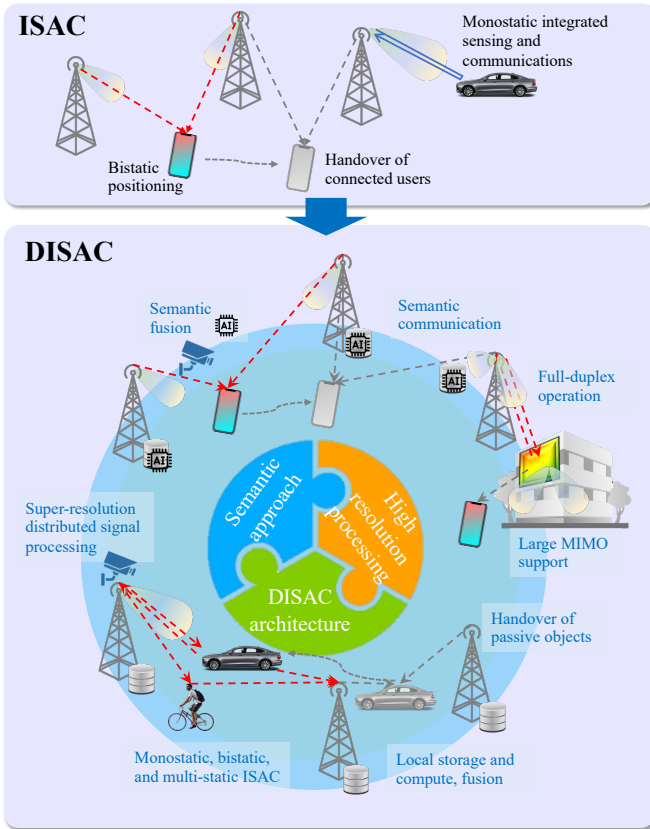 ISAC
Monostatic integrated
sensing and
communications
Bistatic
positioning
Handover of
connected users
DISAC
Semantic
fusion
AI
Semantic
communication
AI
AI
Full-duplex
operation
AI
Semantic
approach
High
resolution
processing
Super-resolution
distributed signal
processing
Large MIMO
support
DISAC
architecture
Handover of
passive objects
Monostatic, bistatic,
and multi-static ISAC
Local storage and
compute, fusion